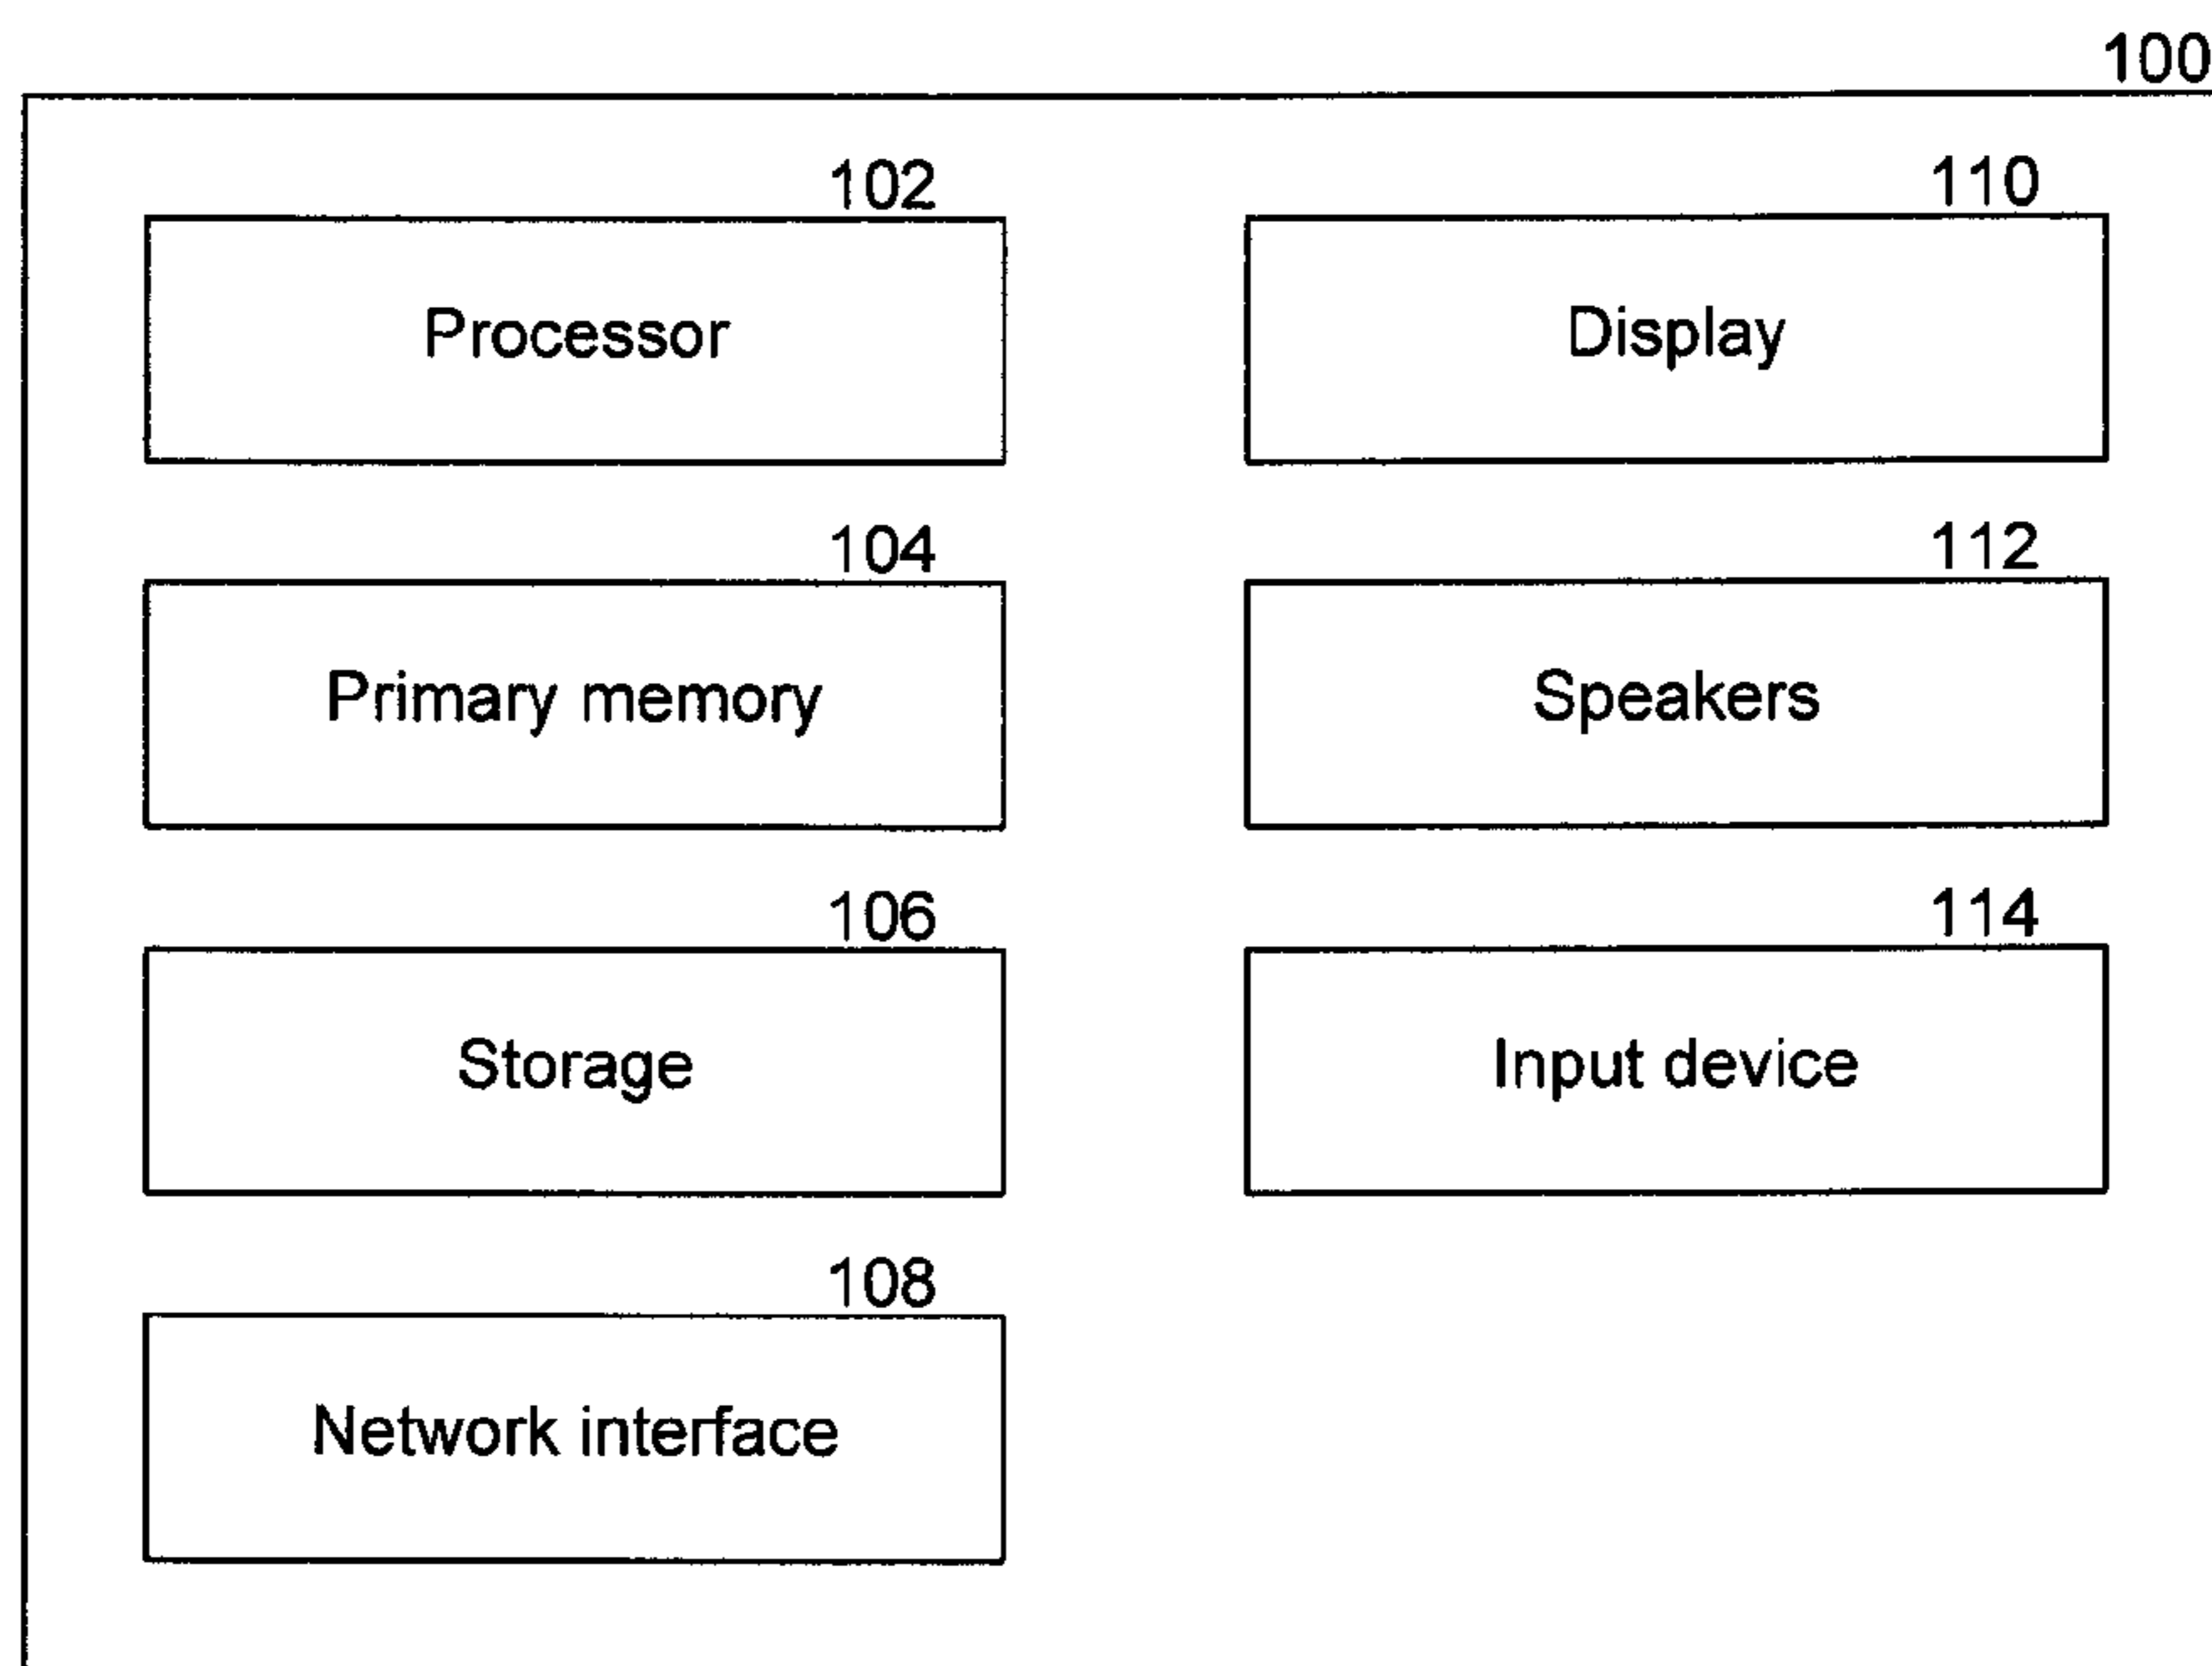 100
102
Processor
110
Display
104
Primary memory
112
Speakers
106
Storage
114
Input device
108
Network interface